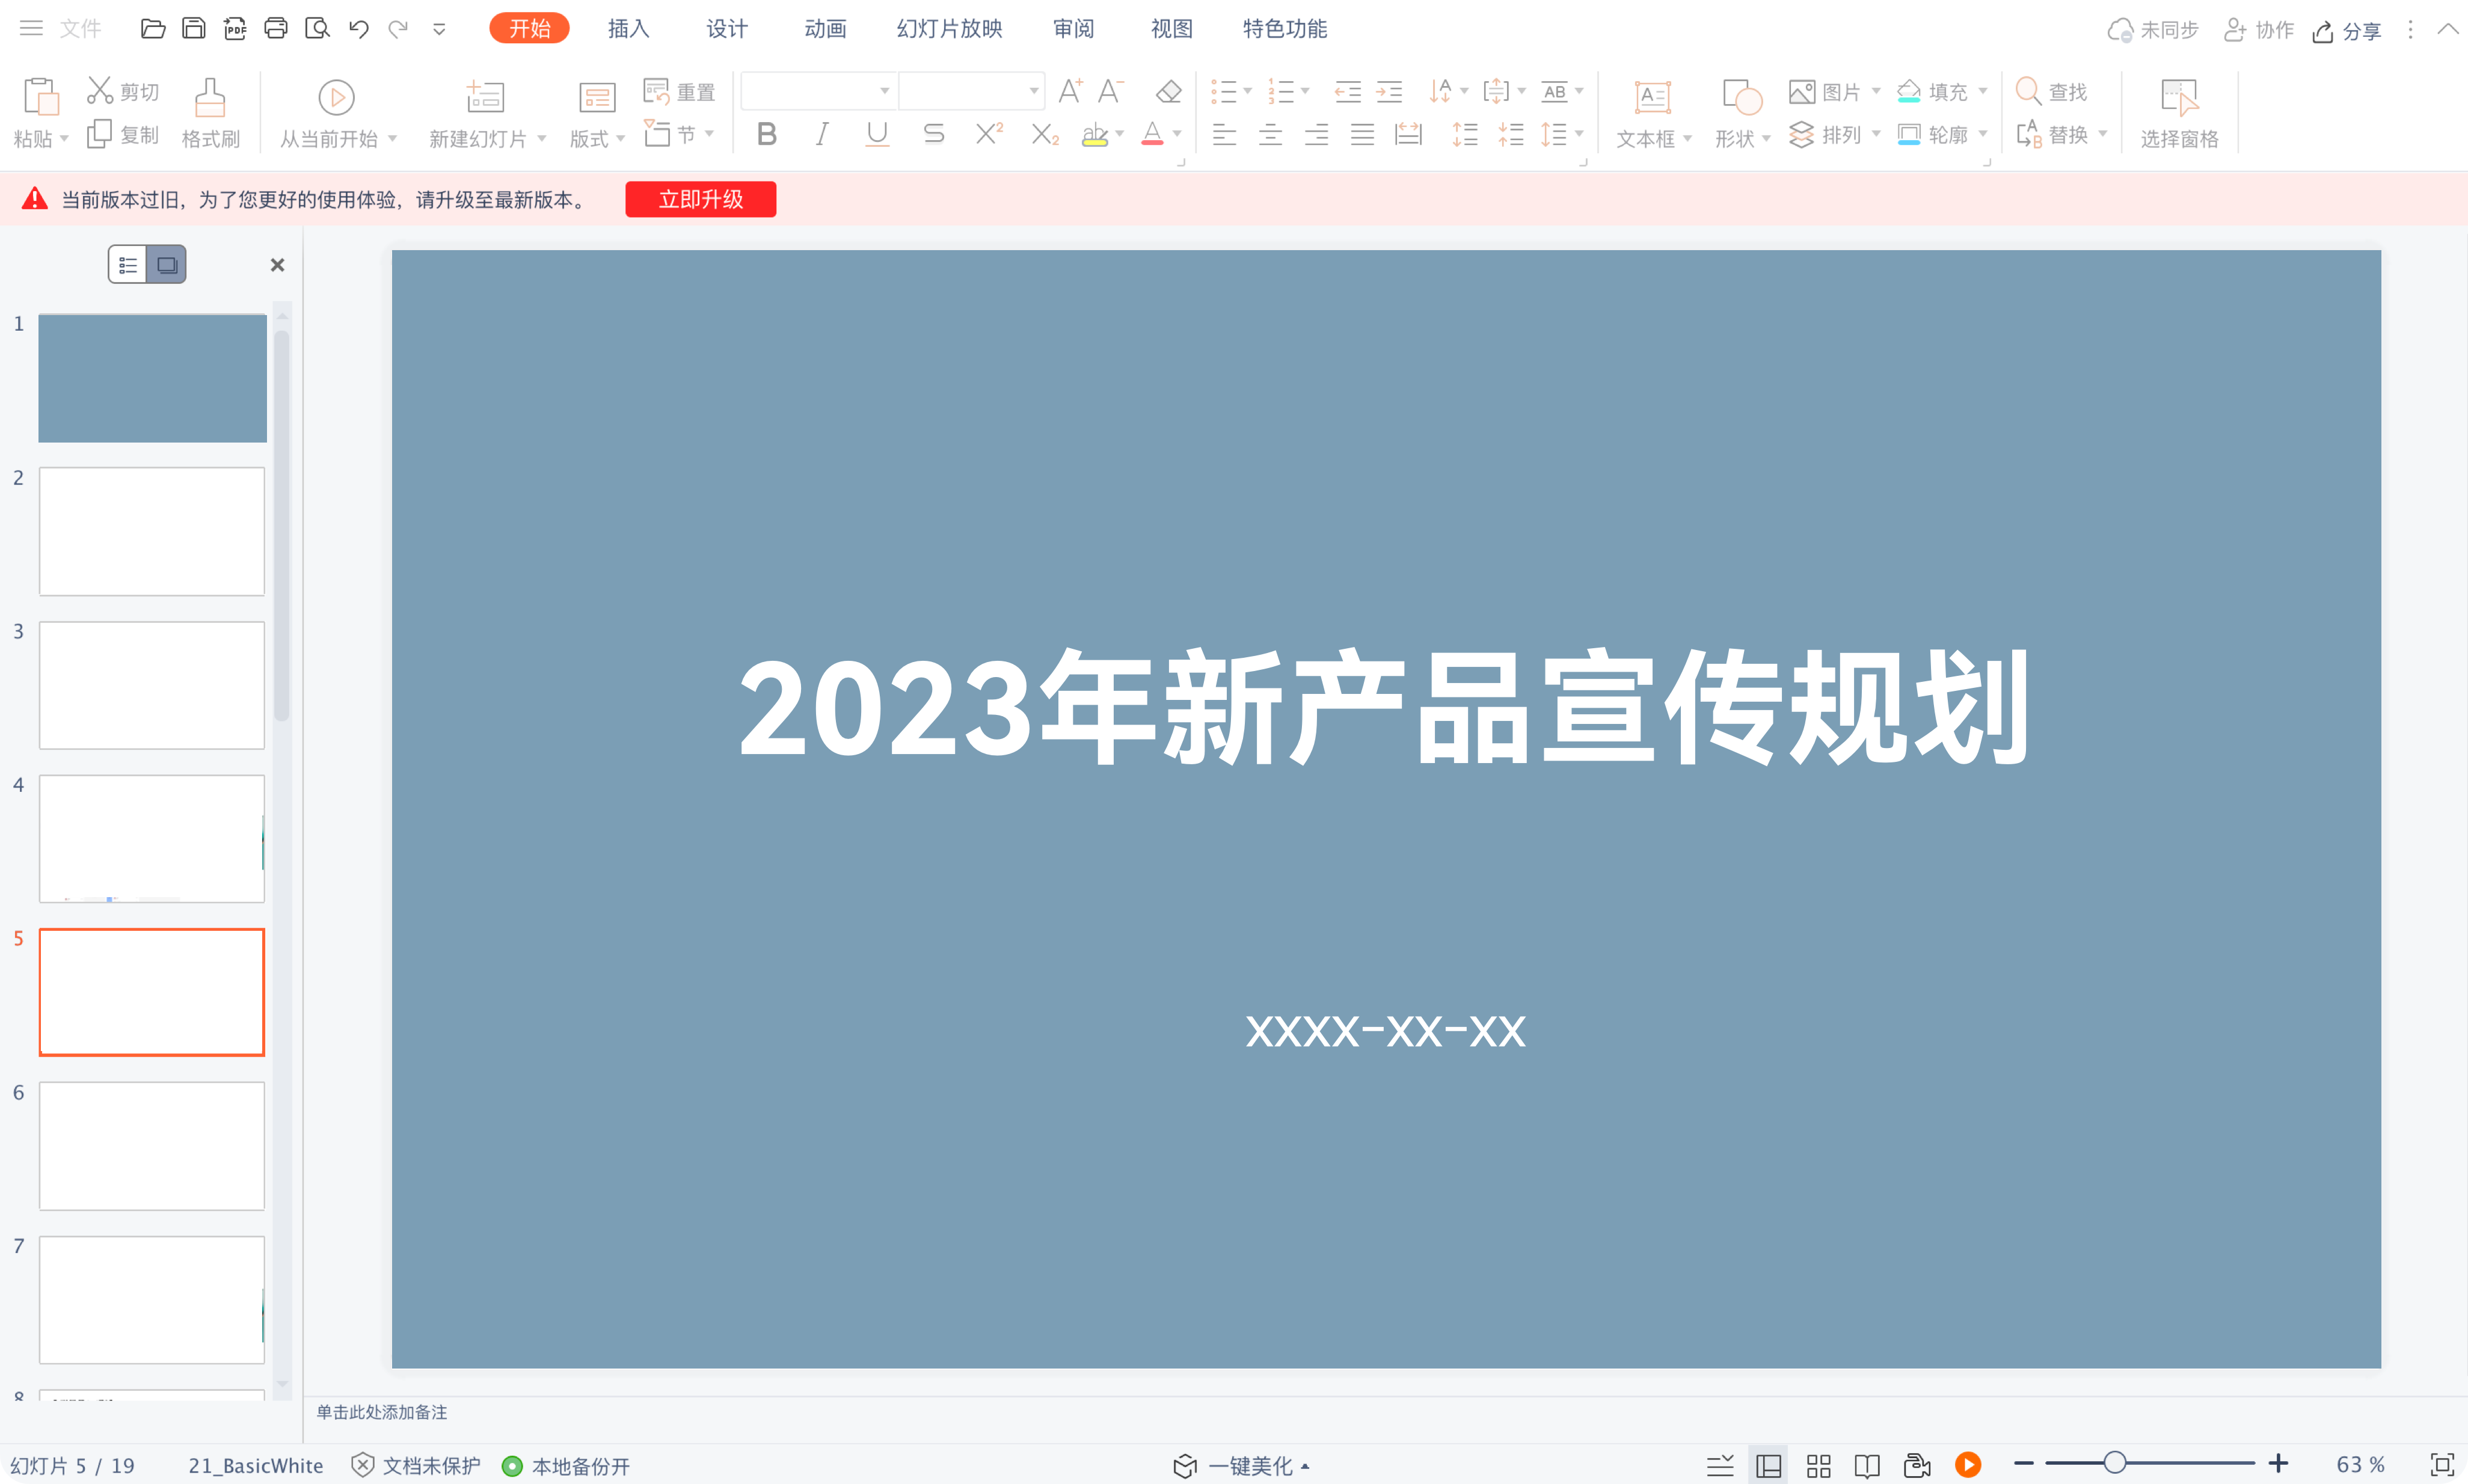 文件 开始 插入 设计 动画 幻灯片放映 审阅 视图 特色功能 未同步 协作 分享
粘贴 剪切 复制 格式刷 从当前开始 新建幻灯片 版式 重置 节 文本框 形状 图片 排列 填充 轮廓 查找 替换 选择窗格
当前版本过旧，为了您更好的使用体验，请升级至最新版本。 立即升级
1
2
3
4
5
6
7
8
2023年新产品宣传规划
xxxx-xx-xx
单击此处添加备注
幻灯片 5 / 19 21_BasicWhite 文档未保护 本地备份开 一键美化 63 %